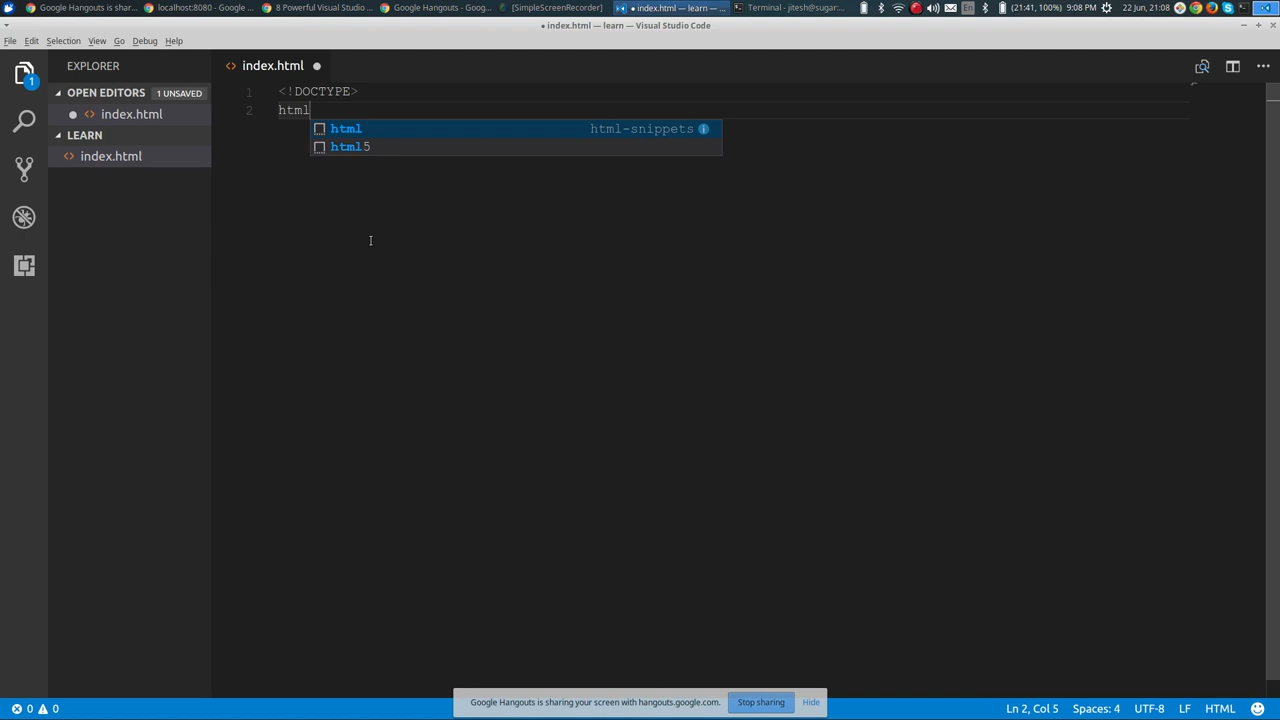 Google Hangouts is shar...
localhost:8080 - Google ...
8 Powerful Visual Studio ...
Google Hangouts - Goog...
[SimpleScreenRecorder]
● index.html — learn — ...
Terminal - jitesh@sugar:...
En
(21:41, 100%)
9:08 PM
22 Jun, 21:08
● index.html — learn — Visual Studio Code
File Edit Selection View Go Debug Help
EXPLORER
index.html
1
OPEN EDITORS
1 UNSAVED
index.html
LEARN
index.html
1 <!DOCTYPE>
2 html
html html-snippets
html5
Google Hangouts is sharing your screen with hangouts.google.com.
Stop sharing
Hide
0 0
Ln 2, Col 5
Spaces: 4
UTF-8
LF
HTML